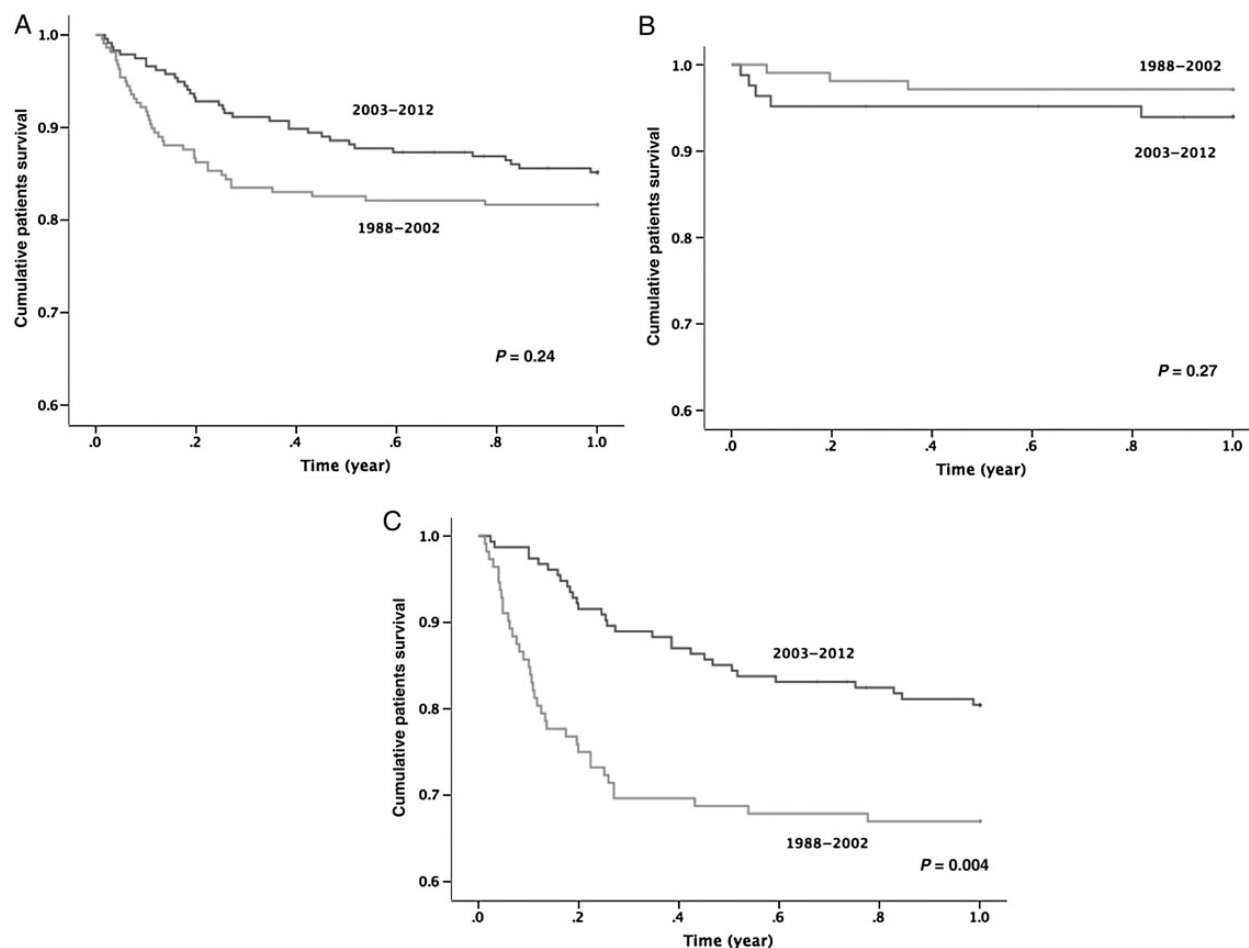 A
Cumulative patients survival
1.0
0.9
0.8
0.7
0.6
2003–2012
1988–2002
P = 0.24
.0 .2 .4 .6 .8 1.0
Time (year)
B
Cumulative patients survival
1.0
0.9
0.8
0.7
0.6
1988–2002
2003–2012
P = 0.27
.0 .2 .4 .6 .8 1.0
Time (year)
C
Cumulative patients survival
1.0
0.9
0.8
0.7
0.6
2003–2012
1988–2002
P = 0.004
.0 .2 .4 .6 .8 1.0
Time (year)